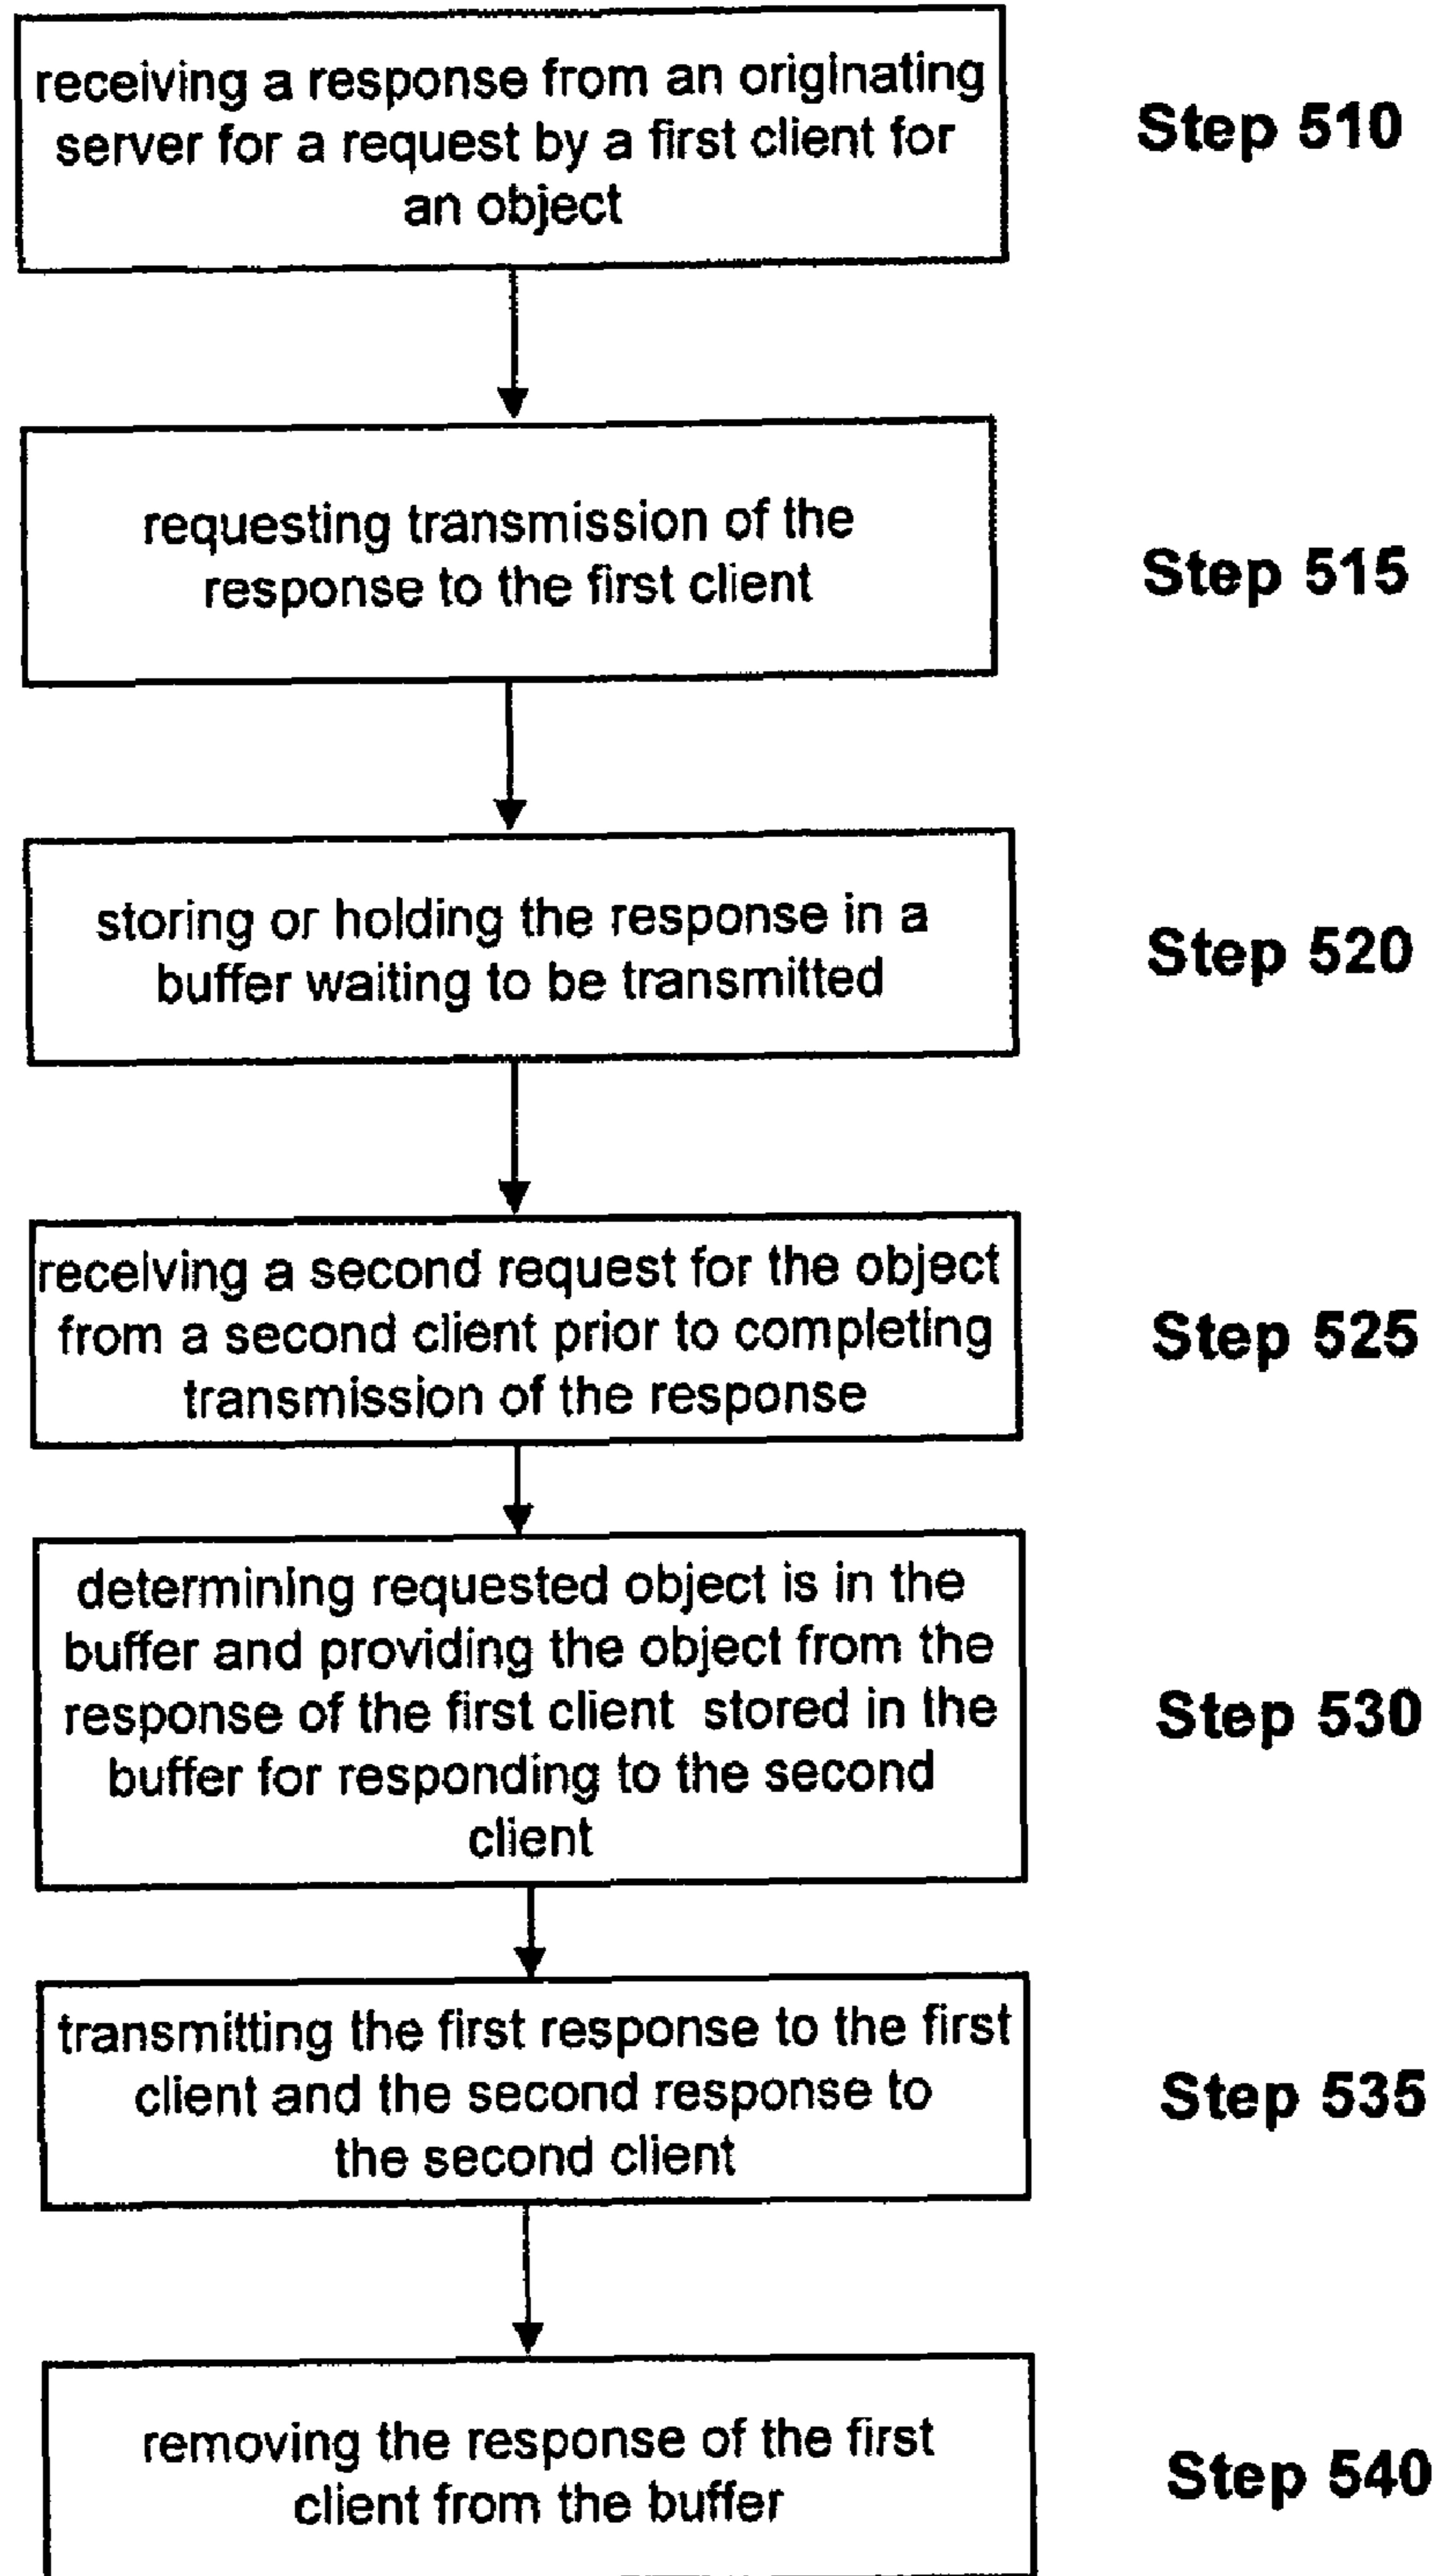 receiving a response from an originating
server for a request by a first client for
an object
Step 510
requesting transmission of the
response to the first client
Step 515
storing or holding the response in a
buffer waiting to be transmitted
Step 520
receiving a second request for the object
from a second client prior to completing
transmission of the response
Step 525
determining requested object is in the
buffer and providing the object from the
response of the first client stored in the
buffer for responding to the second
client
Step 530
transmitting the first response to the first
client and the second response to
the second client
Step 535
removing the response of the first
client from the buffer
Step 540